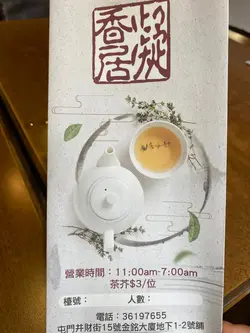 凝香居
營業時間：11:00am-7:00am
茶芥$3/位
檯號： 人數：
電話：36197655
屯門井財街15號金銘大廈地下1-2號舖